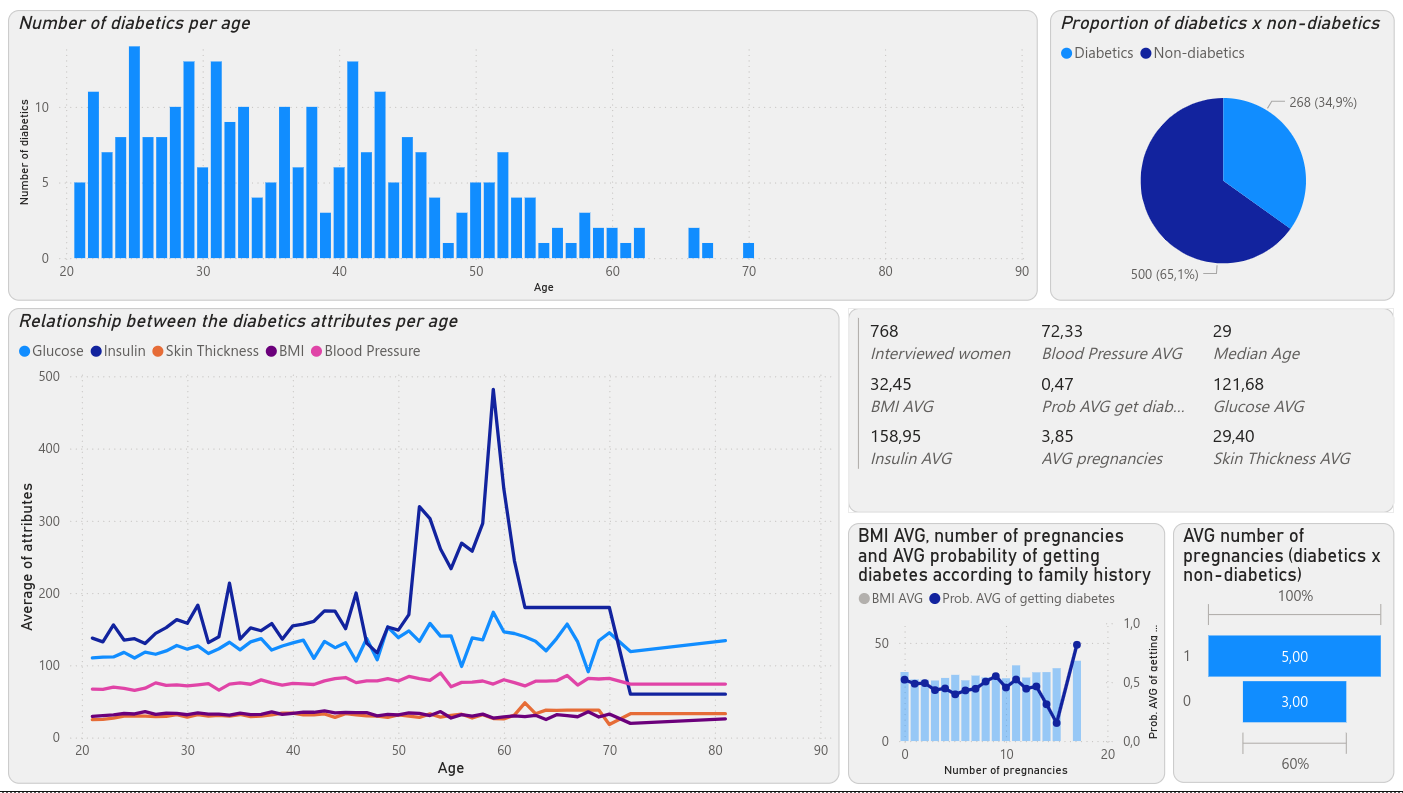 Number of diabetics per age
Number of diabetics
10
5
0
20 30 40 50 60 70 80 90
Age
Proportion of diabetics x non-diabetics
Diabetics Non-diabetics
268 (34,9%)
500 (65,1%)
Relationship between the diabetics attributes per age
Glucose Insulin Skin Thickness BMI Blood Pressure
Average of attributes
500
400
300
200
100
0
20 30 40 50 60 70 80 90
Age
768 72,33 29
Interviewed women Blood Pressure AVG Median Age
32,45 0,47 121,68
BMI AVG Prob AVG get diab... Glucose AVG
158,95 3,85 29,40
Insulin AVG AVG pregnancies Skin Thickness AVG
BMI AVG, number of pregnancies
and AVG probability of getting
diabetes according to family history
BMI AVG Prob. AVG of getting diabetes
50
0
1,0
0,5
0,0
Prob. AVG of getting ...
0 10 20
Number of pregnancies
AVG number of
pregnancies (diabetics x
non-diabetics)
100%
1 5,00
0 3,00
60%